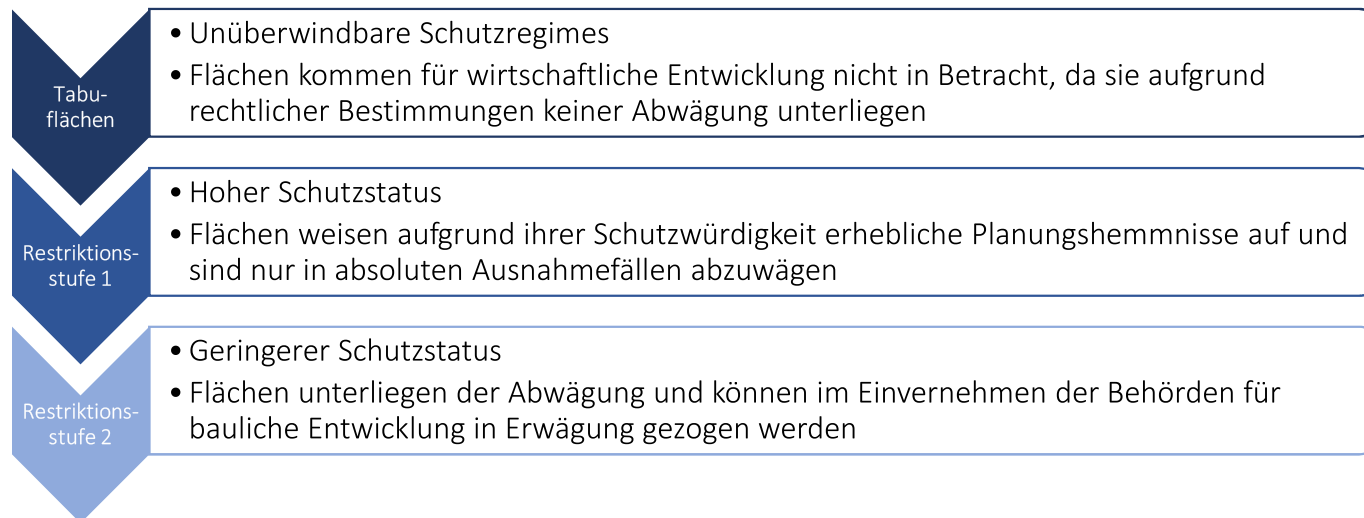 Tabu-
flächen
• Unüberwindbare Schutzregimes
• Flächen kommen für wirtschaftliche Entwicklung nicht in Betracht, da sie aufgrund
rechtlicher Bestimmungen keiner Abwägung unterliegen
Restriktions-
stufe 1
• Hoher Schutzstatus
• Flächen weisen aufgrund ihrer Schutzwürdigkeit erhebliche Planungshemmnisse auf und
sind nur in absoluten Ausnahmefällen abzuwägen
Restriktions-
stufe 2
• Geringerer Schutzstatus
• Flächen unterliegen der Abwägung und können im Einvernehmen der Behörden für
bauliche Entwicklung in Erwägung gezogen werden